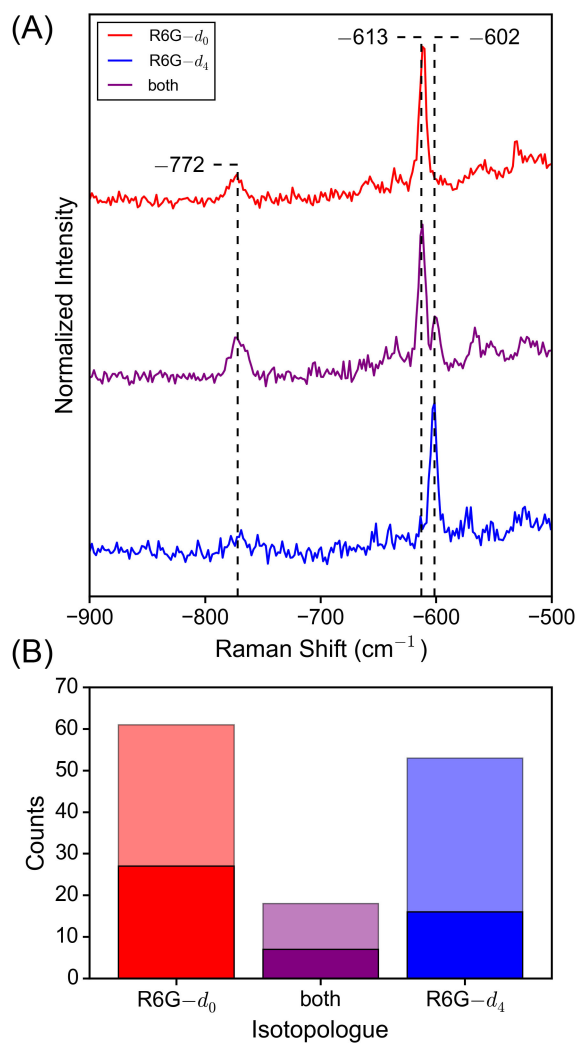 (A)
R6G−d₀
R6G−d₄
both
−613
−602
−772
Normalized Intensity
−900 −800 −700 −600 −500
Raman Shift (cm⁻¹)
(B)
70
60
50
40
30
20
10
0
Counts
R6G−d₀ both R6G−d₄
Isotopologue